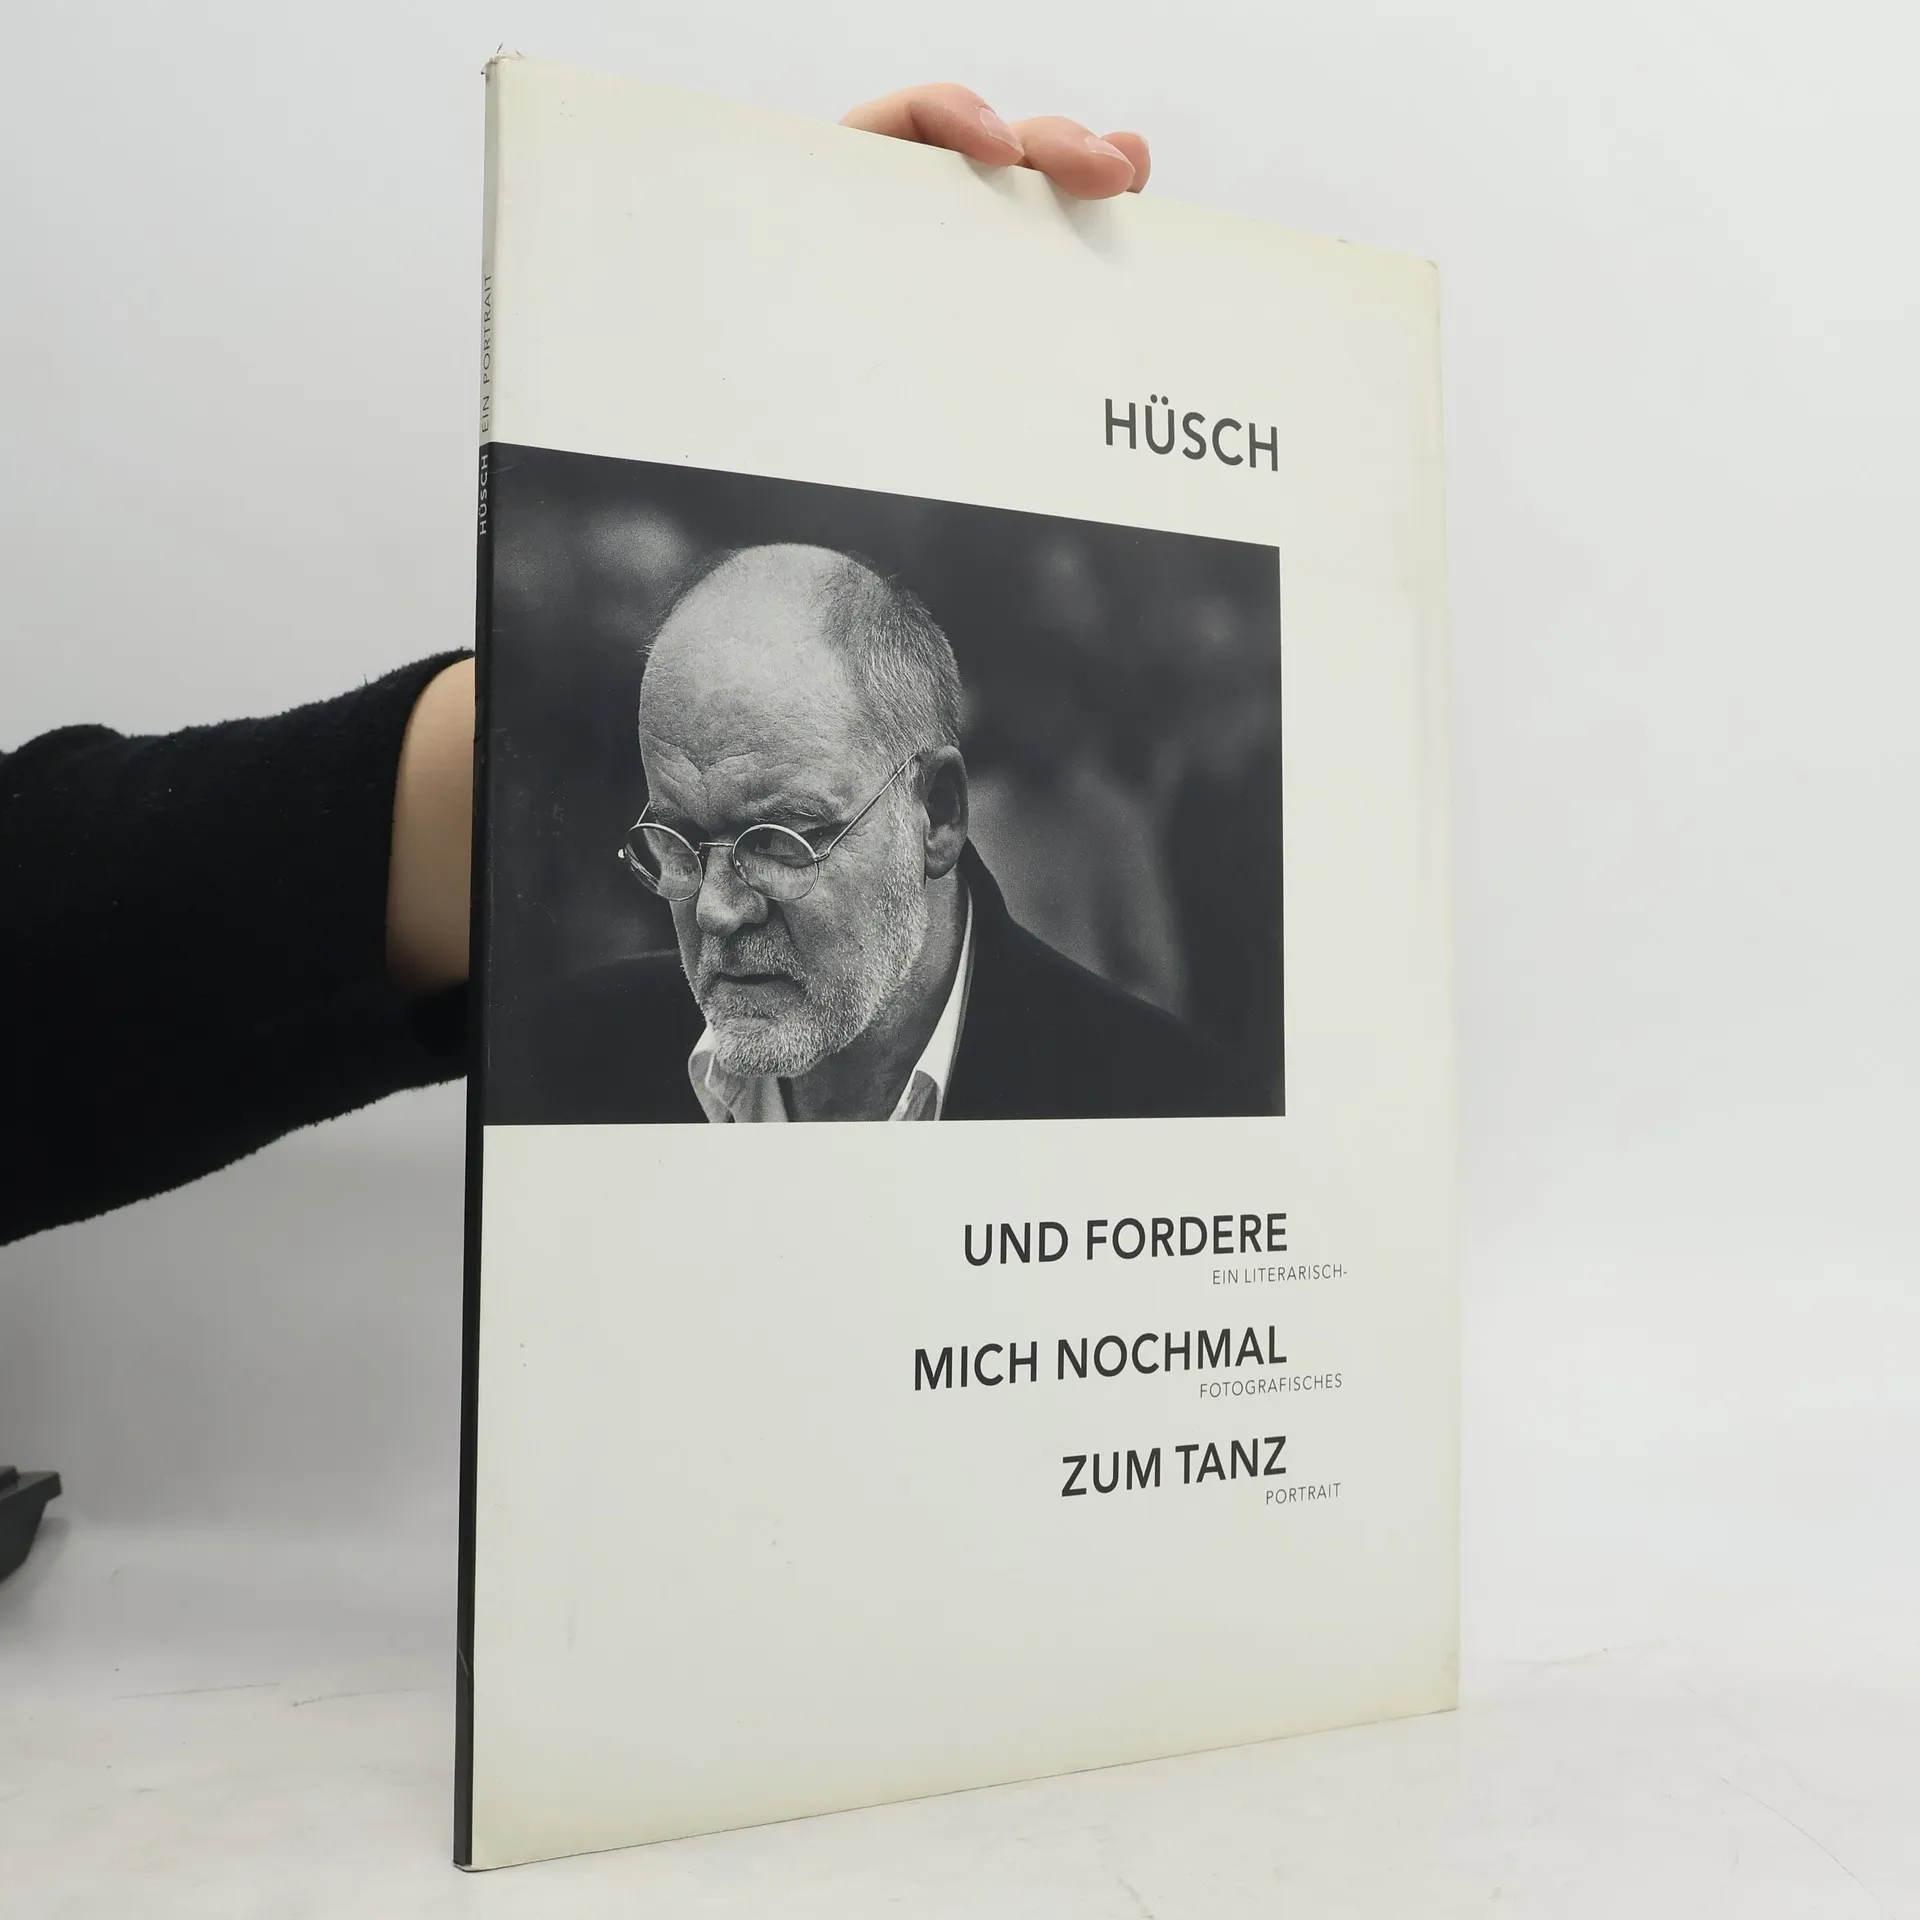 HÜSCH EIN PORTRAIT
HÜSCH
UND FORDERE
EIN LITERARISCH-
MICH NOCHMAL
FOTOGRAFISCHES
ZUM TANZ
PORTRAIT